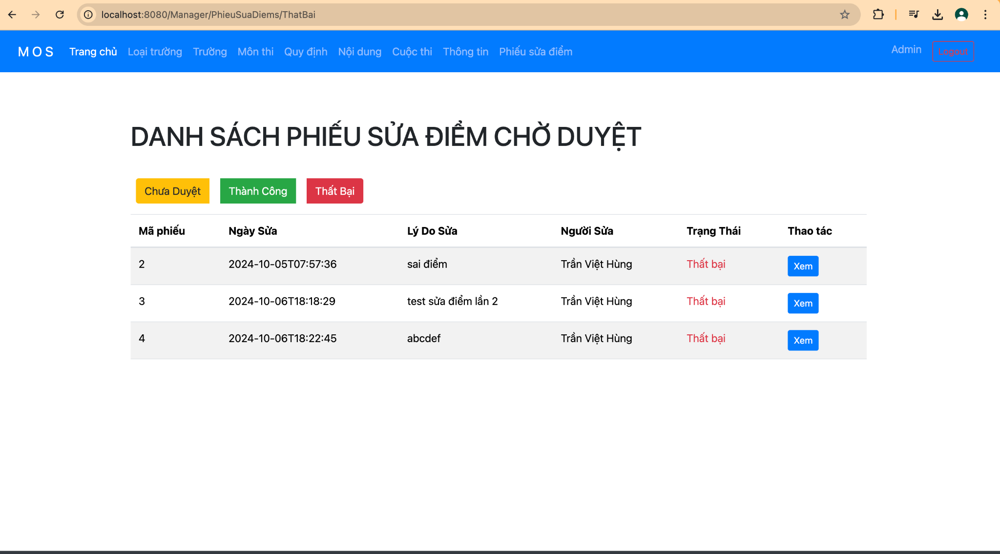 localhost:8080/Manager/PhieuSuaDiems/ThatBai
MOS Trang chủ Loại trường Trường Môn thi Quy định Nội dung Cuộc thi Thông tin Phiếu sửa điểm Admin Logout
DANH SÁCH PHIẾU SỬA ĐIỂM CHỜ DUYỆT
Chưa Duyệt Thành Công Thất Bại
Mã phiếu Ngày Sửa Lý Do Sửa Người Sửa Trạng Thái Thao tác
2 2024-10-05T07:57:36 sai điểm Trần Việt Hùng Thất bại Xem
3 2024-10-06T18:18:29 test sửa điểm lần 2 Trần Việt Hùng Thất bại Xem
4 2024-10-06T18:22:45 abcdef Trần Việt Hùng Thất bại Xem